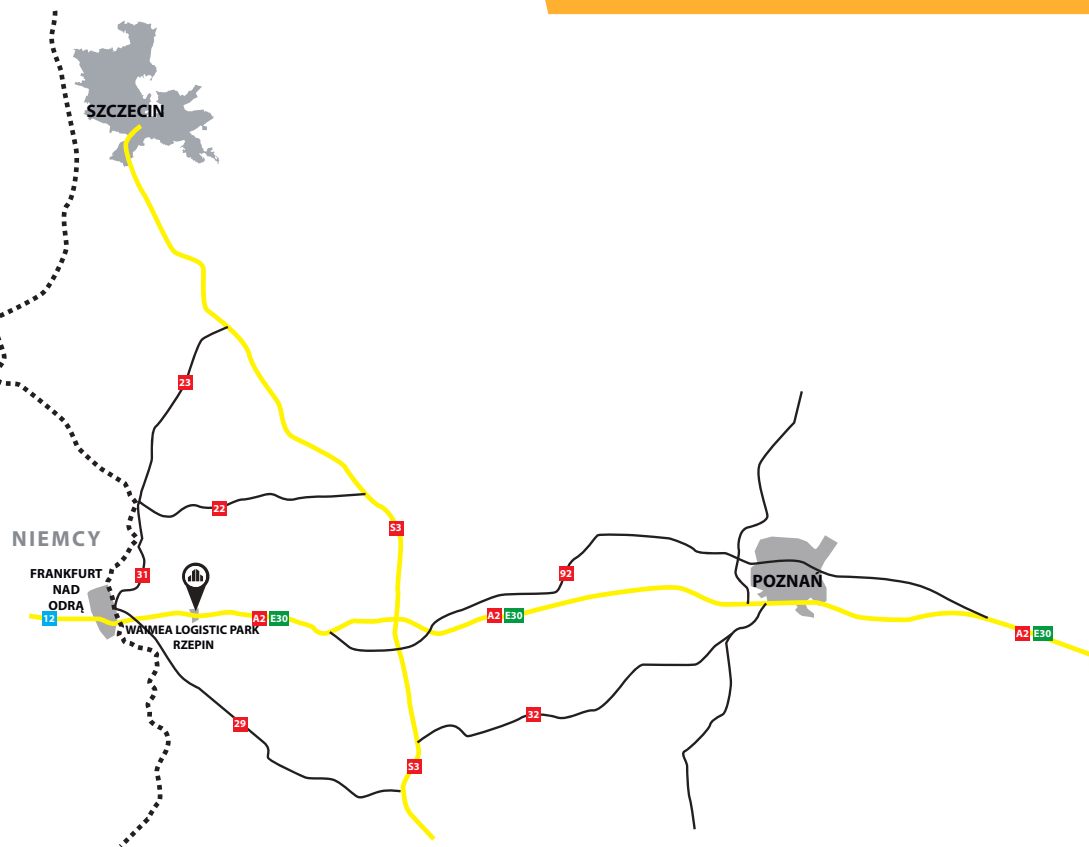 SZCZECIN
23
22
S3
NIEMCY
FRANKFURT
NAD
ODRĄ
31
92
POZNAŃ
12
A2 E30
A2 E30
WAIMEA LOGISTIC PARK
RZEPIN
A2 E30
29
32
S3